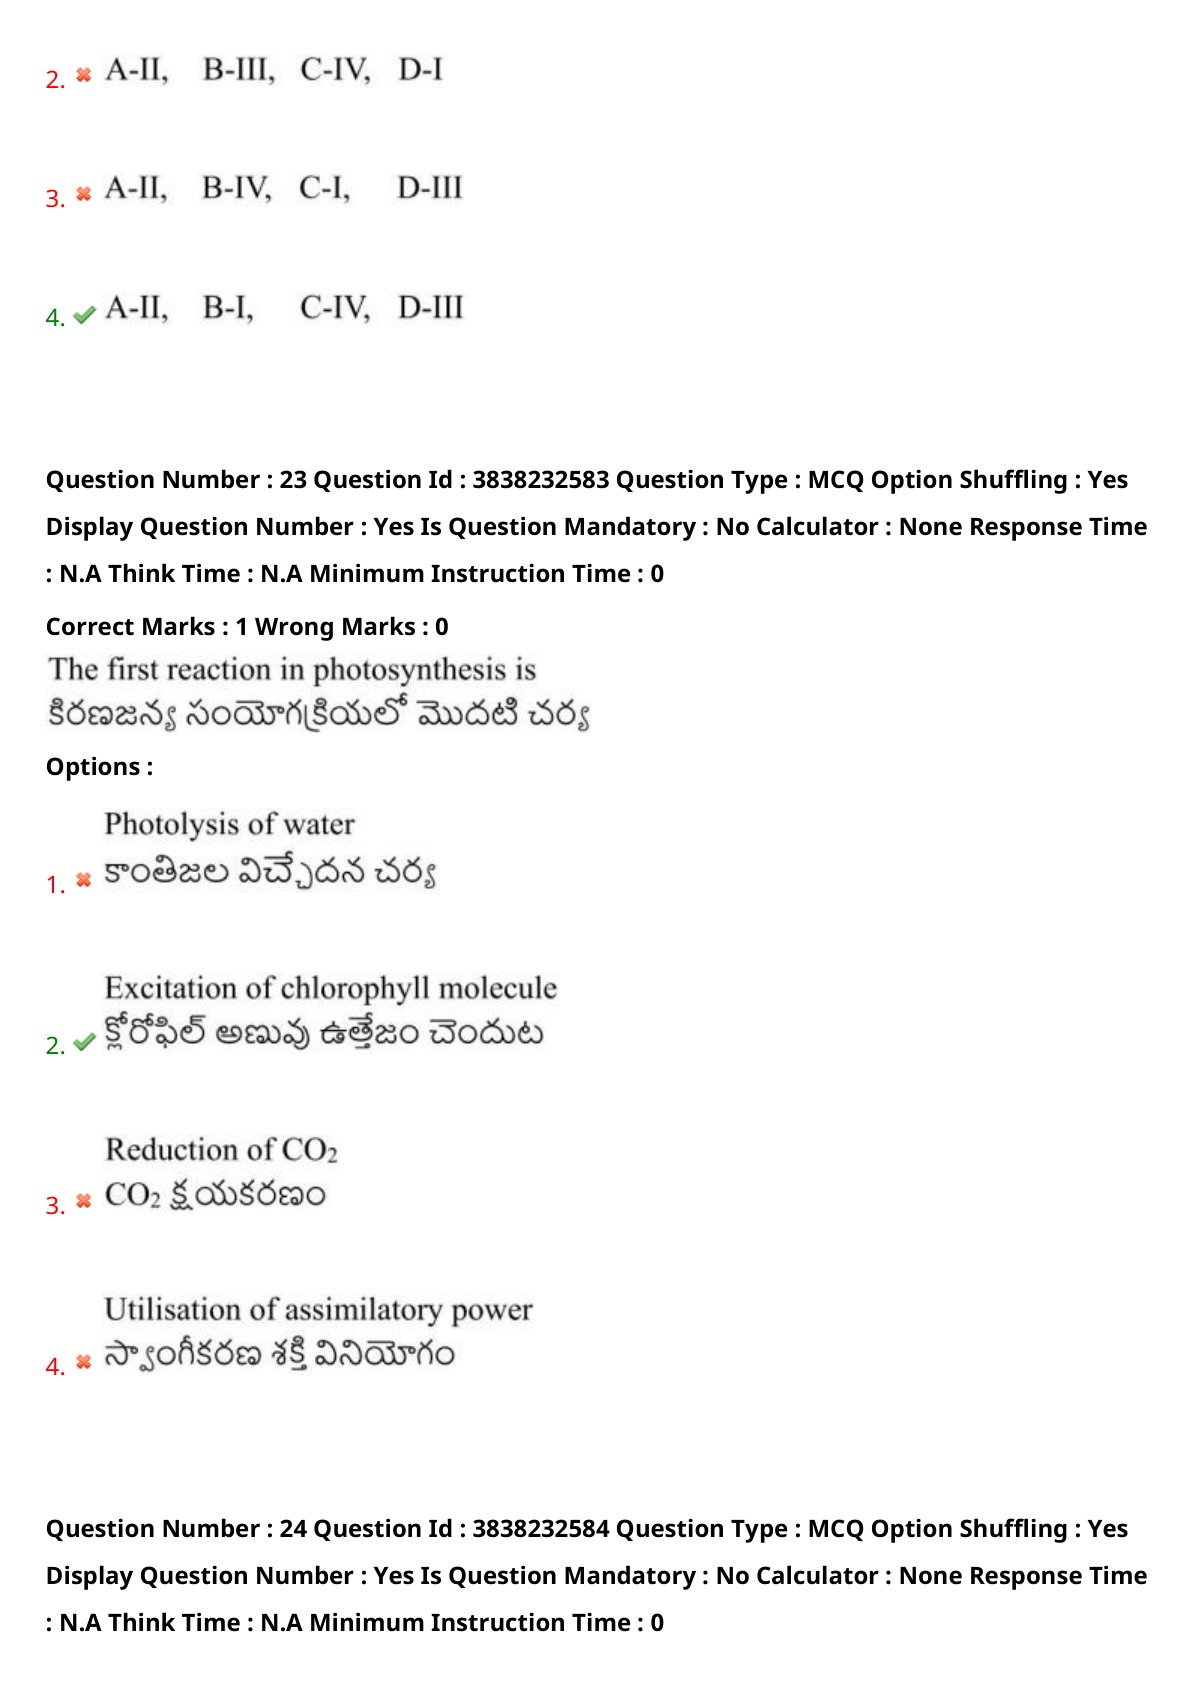 2. A-II, B-III, C-IV, D-I
3. A-II, B-IV, C-I, D-III
4. A-II, B-I, C-IV, D-III
Question Number : 23 Question Id : 3838232583 Question Type : MCQ Option Shuffling : Yes
Display Question Number : Yes Is Question Mandatory : No Calculator : None Response Time
: N.A Think Time : N.A Minimum Instruction Time : 0
Correct Marks : 1 Wrong Marks : 0
The first reaction in photosynthesis is
కిరణజన్య సంయోగక్రియలో మొదటి చర్య
Options :
Photolysis of water
1. కాంతిజల విచ్ఛేదన చర్య
Excitation of chlorophyll molecule
2. క్లోరోఫిల్ అణువు ఉత్తేజం చెందుట
Reduction of CO₂
3. CO₂ క్షయకరణం
Utilisation of assimilatory power
4. స్వాంగీకరణ శక్తి వినియోగం
Question Number : 24 Question Id : 3838232584 Question Type : MCQ Option Shuffling : Yes
Display Question Number : Yes Is Question Mandatory : No Calculator : None Response Time
: N.A Think Time : N.A Minimum Instruction Time : 0